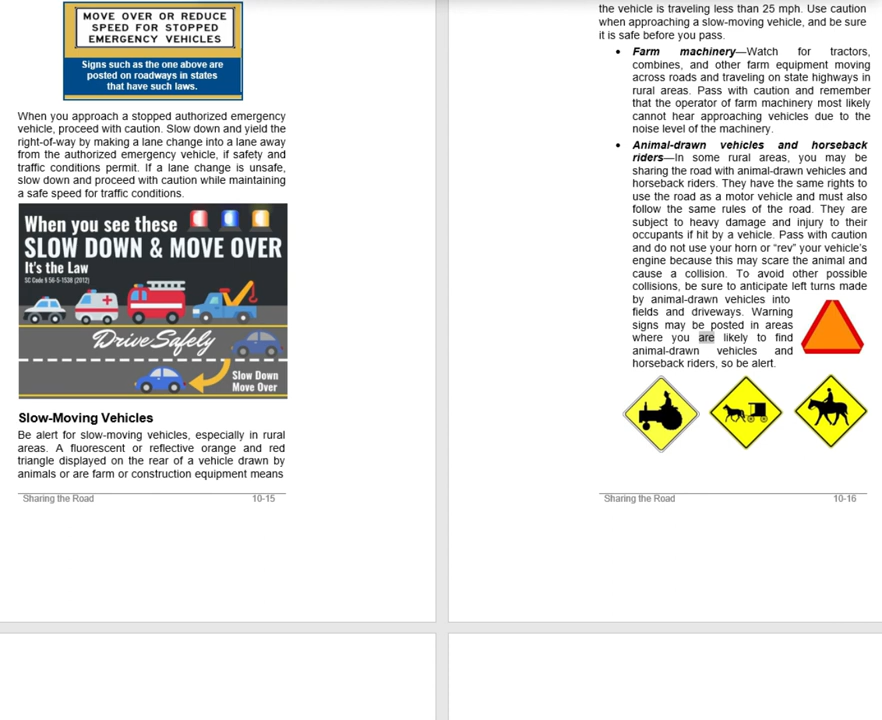 MOVE OVER OR REDUCE
SPEED FOR STOPPED
EMERGENCY VEHICLES
Signs such as the one above are
posted on roadways in states
that have such laws.
When you approach a stopped authorized emergency
vehicle, proceed with caution. Slow down and yield the
right-of-way by making a lane change into a lane away
from the authorized emergency vehicle, if safety and
traffic conditions permit. If a lane change is unsafe,
slow down and proceed with caution while maintaining
a safe speed for traffic conditions.
When you see these
SLOW DOWN & MOVE OVER
It's the Law
SC Code § 56-5-1538 (2012)
Drive Safely
Slow Down
Move Over
Slow-Moving Vehicles
Be alert for slow-moving vehicles, especially in rural
areas. A fluorescent or reflective orange and red
triangle displayed on the rear of a vehicle drawn by
animals or are farm or construction equipment means
Sharing the Road 10-15
the vehicle is traveling less than 25 mph. Use caution
when approaching a slow-moving vehicle, and be sure
it is safe before you pass.
• Farm machinery—Watch for tractors,
combines, and other farm equipment moving
across roads and traveling on state highways in
rural areas. Pass with caution and remember
that the operator of farm machinery most likely
cannot hear approaching vehicles due to the
noise level of the machinery.
• Animal-drawn vehicles and horseback
riders—In some rural areas, you may be
sharing the road with animal-drawn vehicles and
horseback riders. They have the same rights to
use the road as a motor vehicle and must also
follow the same rules of the road. They are
subject to heavy damage and injury to their
occupants if hit by a vehicle. Pass with caution
and do not use your horn or “rev” your vehicle’s
engine because this may scare the animal and
cause a collision. To avoid other possible
collisions, be sure to anticipate left turns made
by animal-drawn vehicles into
fields and driveways. Warning
signs may be posted in areas
where you are likely to find
animal-drawn vehicles and
horseback riders, so be alert.
Sharing the Road 10-16